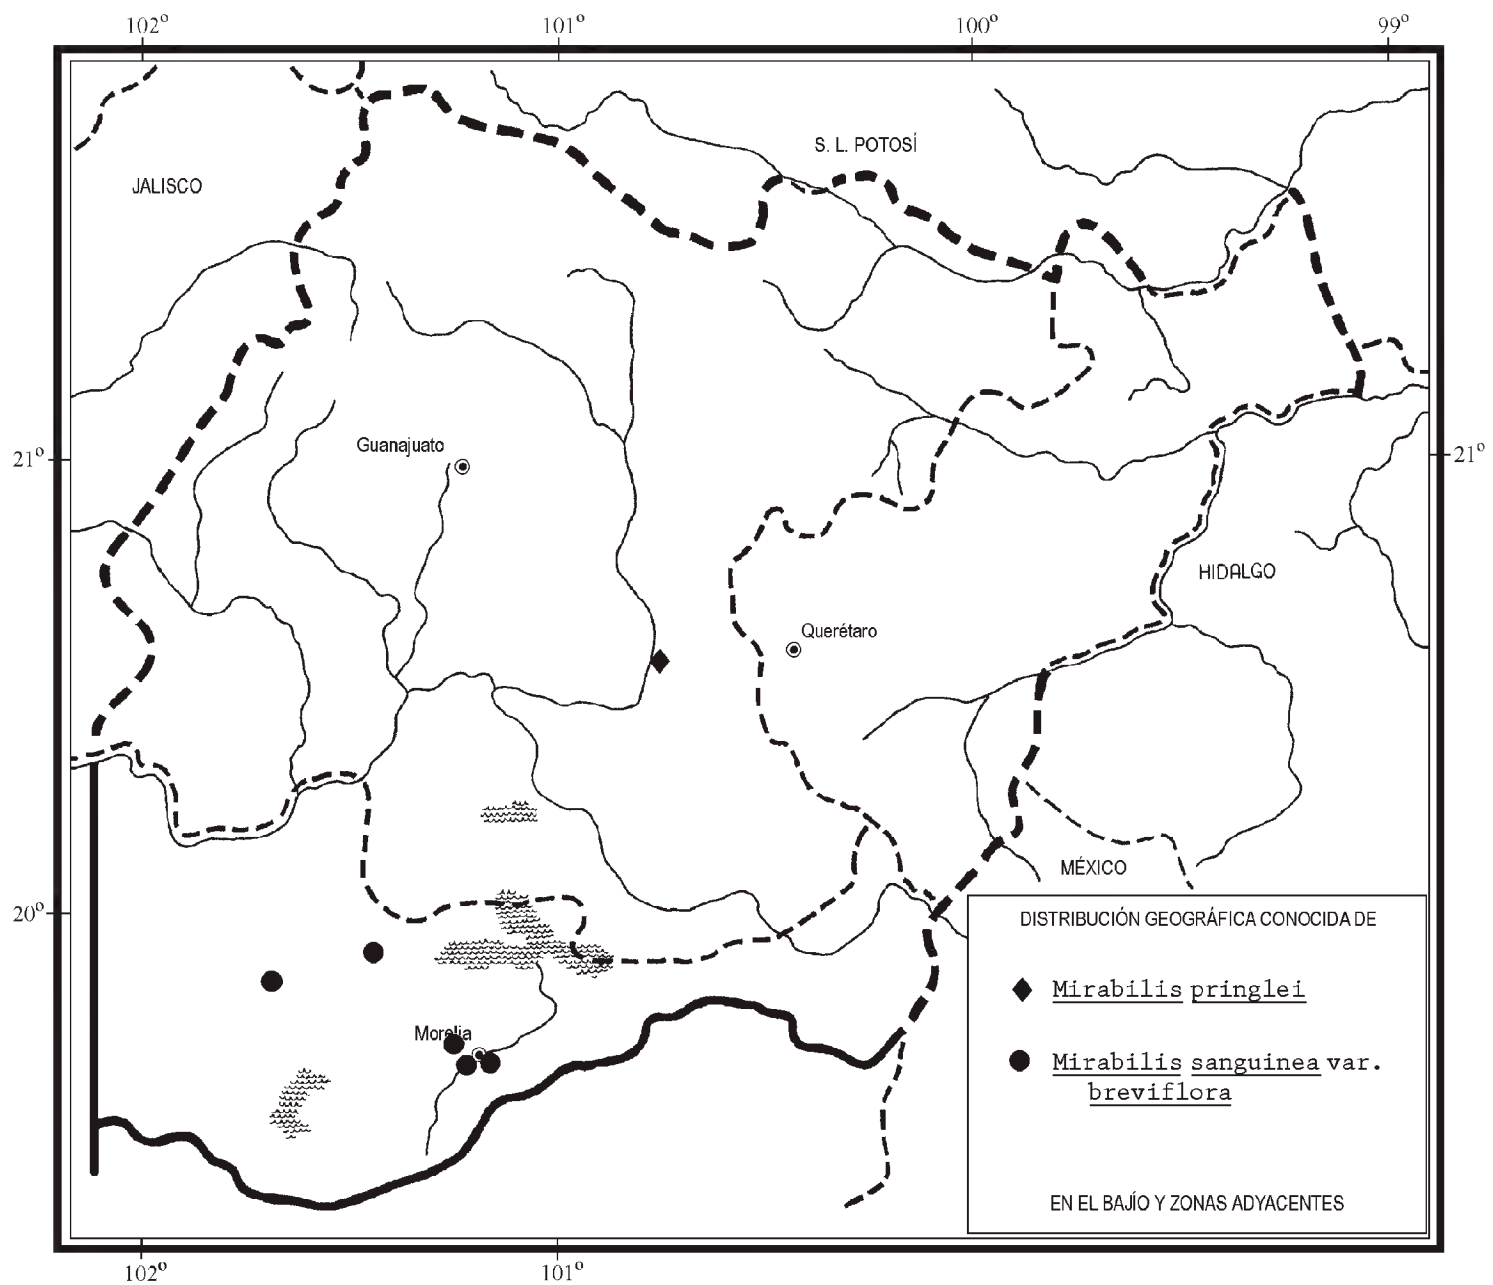 102° 101° 100° 99°
S. L. POTOSÍ
JALISCO
Guanajuato
21° 21°
HIDALGO
Querétaro
MÉXICO
20°
DISTRIBUCIÓN GEOGRÁFICA CONOCIDA DE
Mirabilis pringlei
Morelia
Mirabilis sanguinea var.
breviflora
EN EL BAJÍO Y ZONAS ADYACENTES
102° 101°